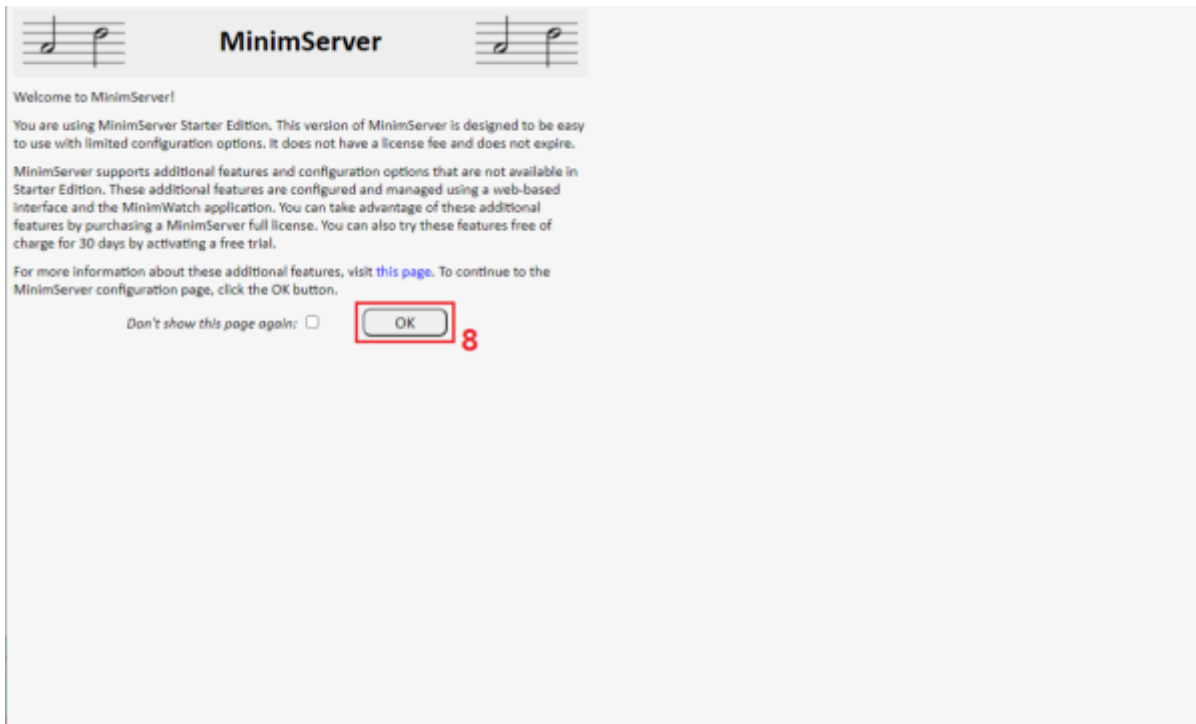 MinimServer
Welcome to MinimServer!
You are using MinimServer Starter Edition. This version of MinimServer is designed to be easy
to use with limited configuration options. It does not have a license fee and does not expire.
MinimServer supports additional features and configuration options that are not available in
Starter Edition. These additional features are configured and managed using a web-based
interface and the MinimWatch application. You can take advantage of these additional
features by purchasing a MinimServer full license. You can also try these features free of
charge for 30 days by activating a free trial.
For more information about these additional features, visit this page. To continue to the
MinimServer configuration page, click the OK button.
Don't show this page again: OK
8